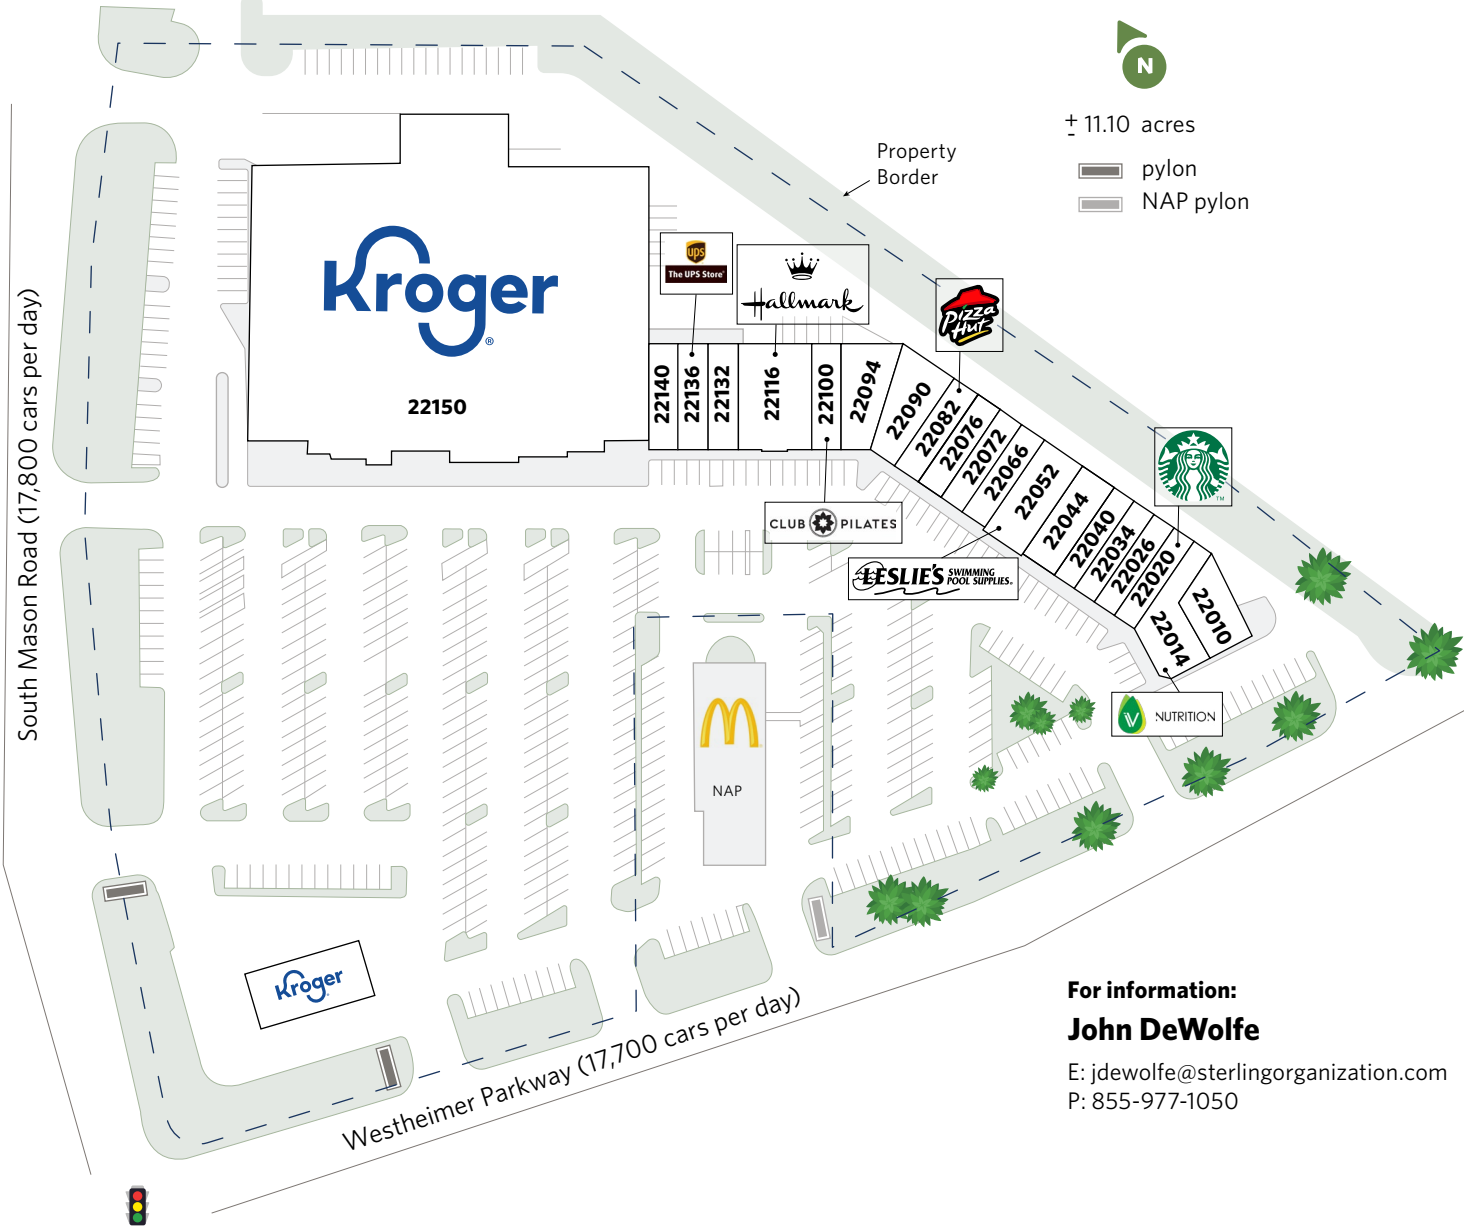 N
± 11.10 acres
pylon
NAP pylon
Property
Border
South Mason Road (17,800 cars per day)
Kroger®
22150
ups
The UPS Store®
Hallmark
Pizza
Hut
22140
22136
22132
22116
22100
22094
22090
22082
22076
22072
22066
22052
22044
22040
22034
22026
22020
22014
22010
TM
CLUB PILATES
LESLIE'S SWIMMING
POOL SUPPLIES.
IV NUTRITION
NAP
Kroger
Westheimer Parkway (17,700 cars per day)
For information:
John DeWolfe
E: jdewolfe@sterlingorganization.com
P: 855-977-1050